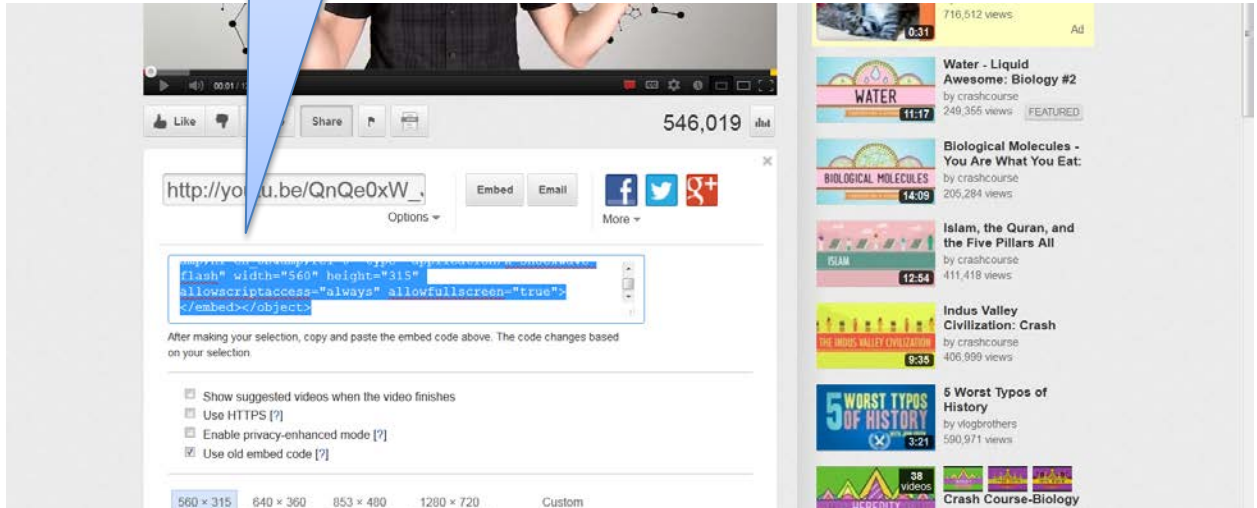 00:01 / 1
Like
Share
546,019
http://yo u.be/QnQe0xW_
Embed
Email
Options
More
flash" width="560" height="315"
allowscriptaccess="always" allowfullscreen="true">
</embed></object>
After making your selection, copy and paste the embed code above. The code changes based
on your selection.
Show suggested videos when the video finishes
Use HTTPS [?]
Enable privacy-enhanced mode [?]
Use old embed code [?]
560 × 315 640 × 360 853 × 480 1280 × 720 Custom
716,512 views
Ad
0:31
Water - Liquid
Awesome: Biology #2
by crashcourse
249,355 views FEATURED
WATER
11:17
Biological Molecules -
You Are What You Eat:
by crashcourse
205,284 views
BIOLOGICAL MOLECULES
14:09
Islam, the Quran, and
the Five Pillars All
by crashcourse
411,418 views
ISLAM
12:54
Indus Valley
Civilization: Crash
by crashcourse
406,999 views
THE INDUS VALLEY CIVILIZATION
9:35
5 Worst Typos of
History
by vlogbrothers
590,971 views
5 WORST TYPOS
OF HISTORY
3:21
38
videos
HEREDITY
Crash Course-Biology